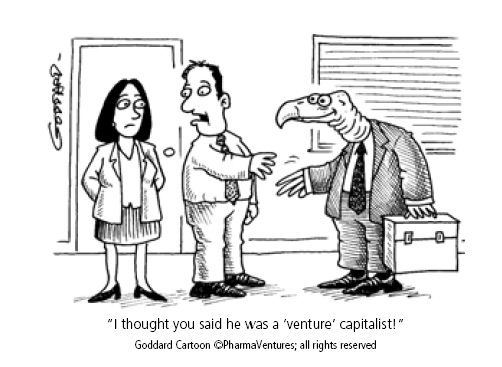 "I thought you said he was a 'venture' capitalist!"
Goddard Cartoon ©PharmaVentures; all rights reserved